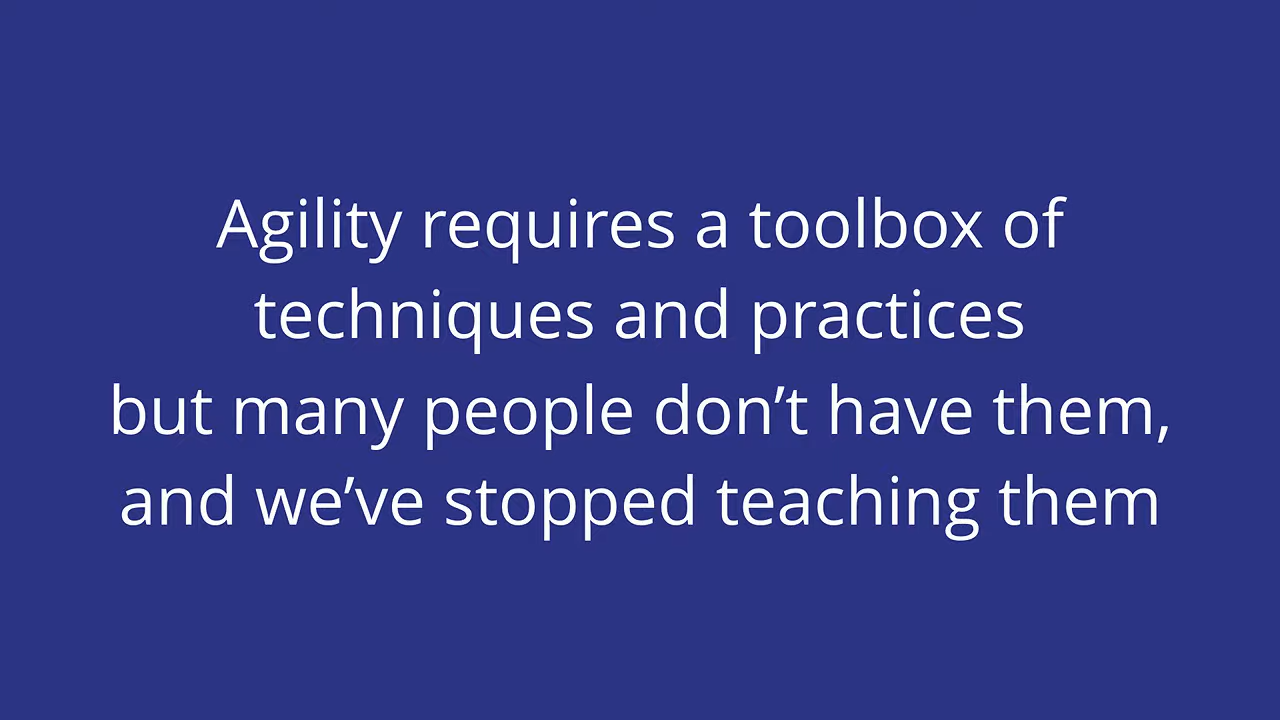 Agility requires a toolbox of
techniques and practices
but many people don’t have them,
and we’ve stopped teaching them